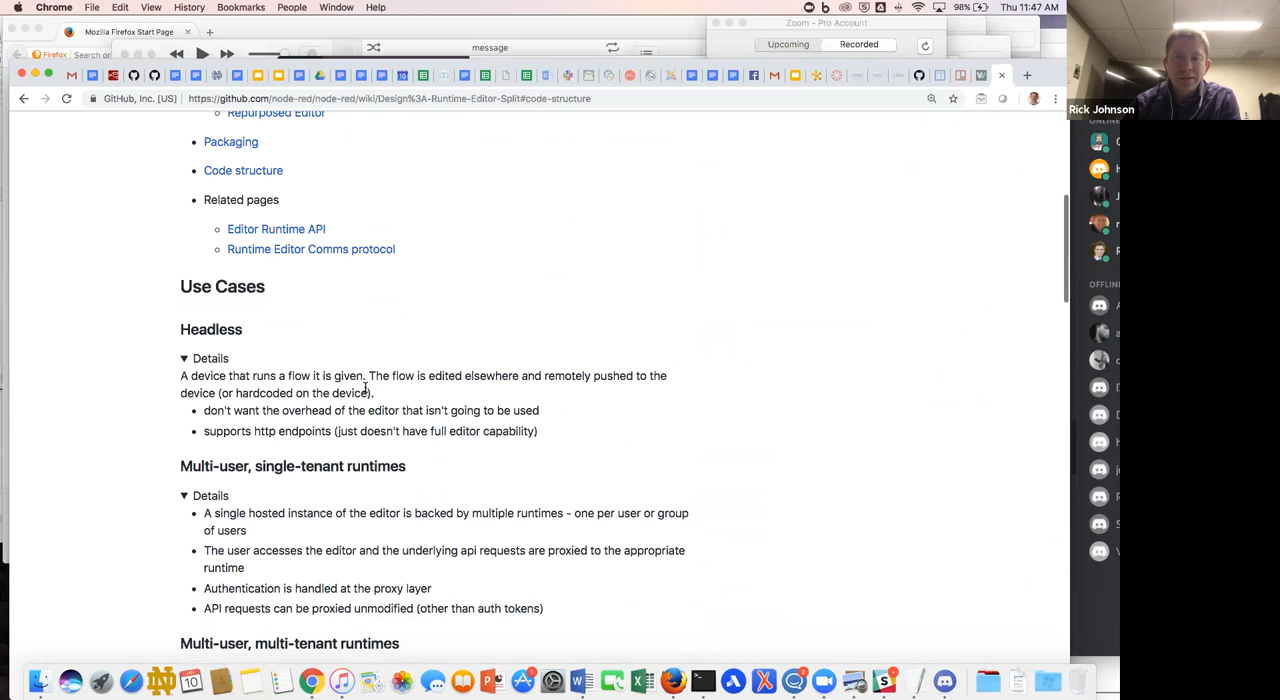 Chrome File Edit View History Bookmarks People Window Help 98% Thu 11:47 AM
Mozilla Firefox Start Page
Zoom - Pro Account
Firefox Search or
message
Upcoming Recorded
GitHub, Inc. [US] https://github.com/node-red/node-red/wiki/Design%3A-Runtime-Editor-Split#code-structure
Rick Johnson
ONLINE
Repurposed Editor
Packaging
Code structure
Related pages
Editor Runtime API
Runtime Editor Comms protocol
OFFLINE
Use Cases
Headless
Details
A device that runs a flow it is given. The flow is edited elsewhere and remotely pushed to the
device (or hardcoded on the device).
don't want the overhead of the editor that isn't going to be used
supports http endpoints (just doesn't have full editor capability)
Multi-user, single-tenant runtimes
Details
A single hosted instance of the editor is backed by multiple runtimes - one per user or group
of users
The user accesses the editor and the underlying api requests are proxied to the appropriate
runtime
Authentication is handled at the proxy layer
API requests can be proxied unmodified (other than auth tokens)
Multi-user, multi-tenant runtimes